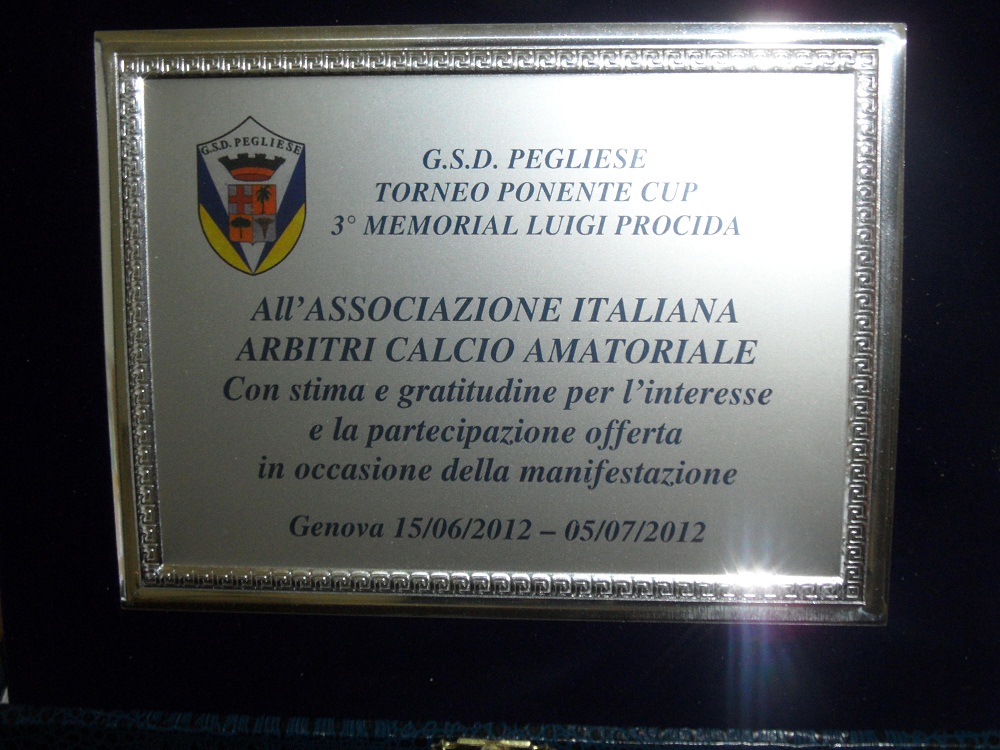 G.S.D. PEGLIESE
G.S.D. PEGLIESE
TORNEO PONENTE CUP
3° MEMORIAL LUIGI PROCIDA
All'ASSOCIAZIONE ITALIANA
ARBITRI CALCIO AMATORIALE
Con stima e gratitudine per l'interesse
e la partecipazione offerta
in occasione della manifestazione
Genova 15/06/2012 – 05/07/2012